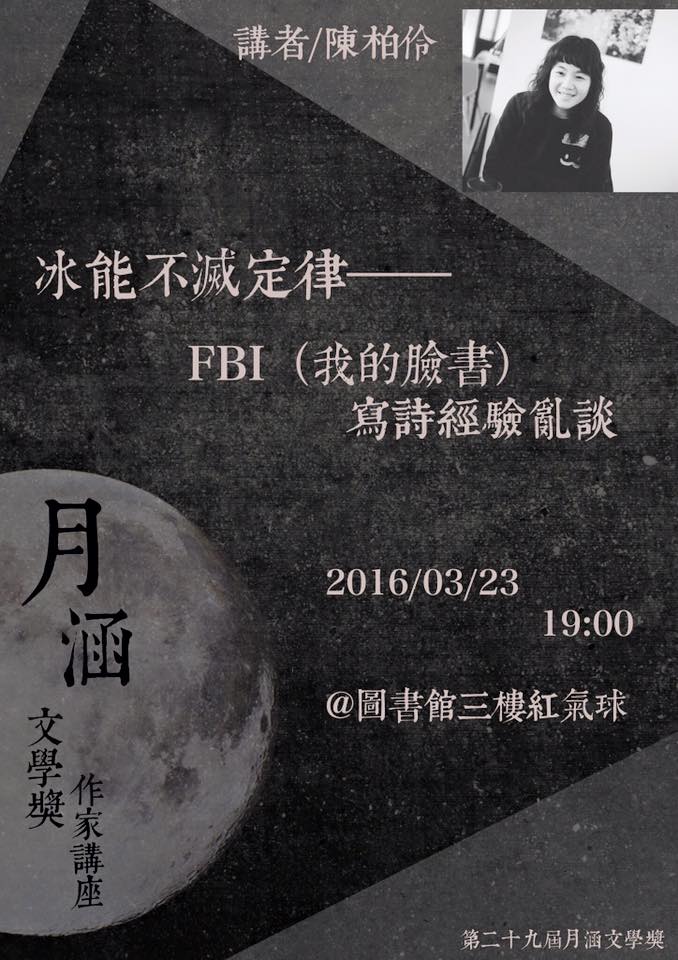 講者/陳柏伶
冰能不滅定律——
FBI（我的臉書）
寫詩經驗亂談
2016/03/23
19:00
@圖書館三樓紅氣球
月涵
文學獎
作家講座
第二十九屆月涵文學獎